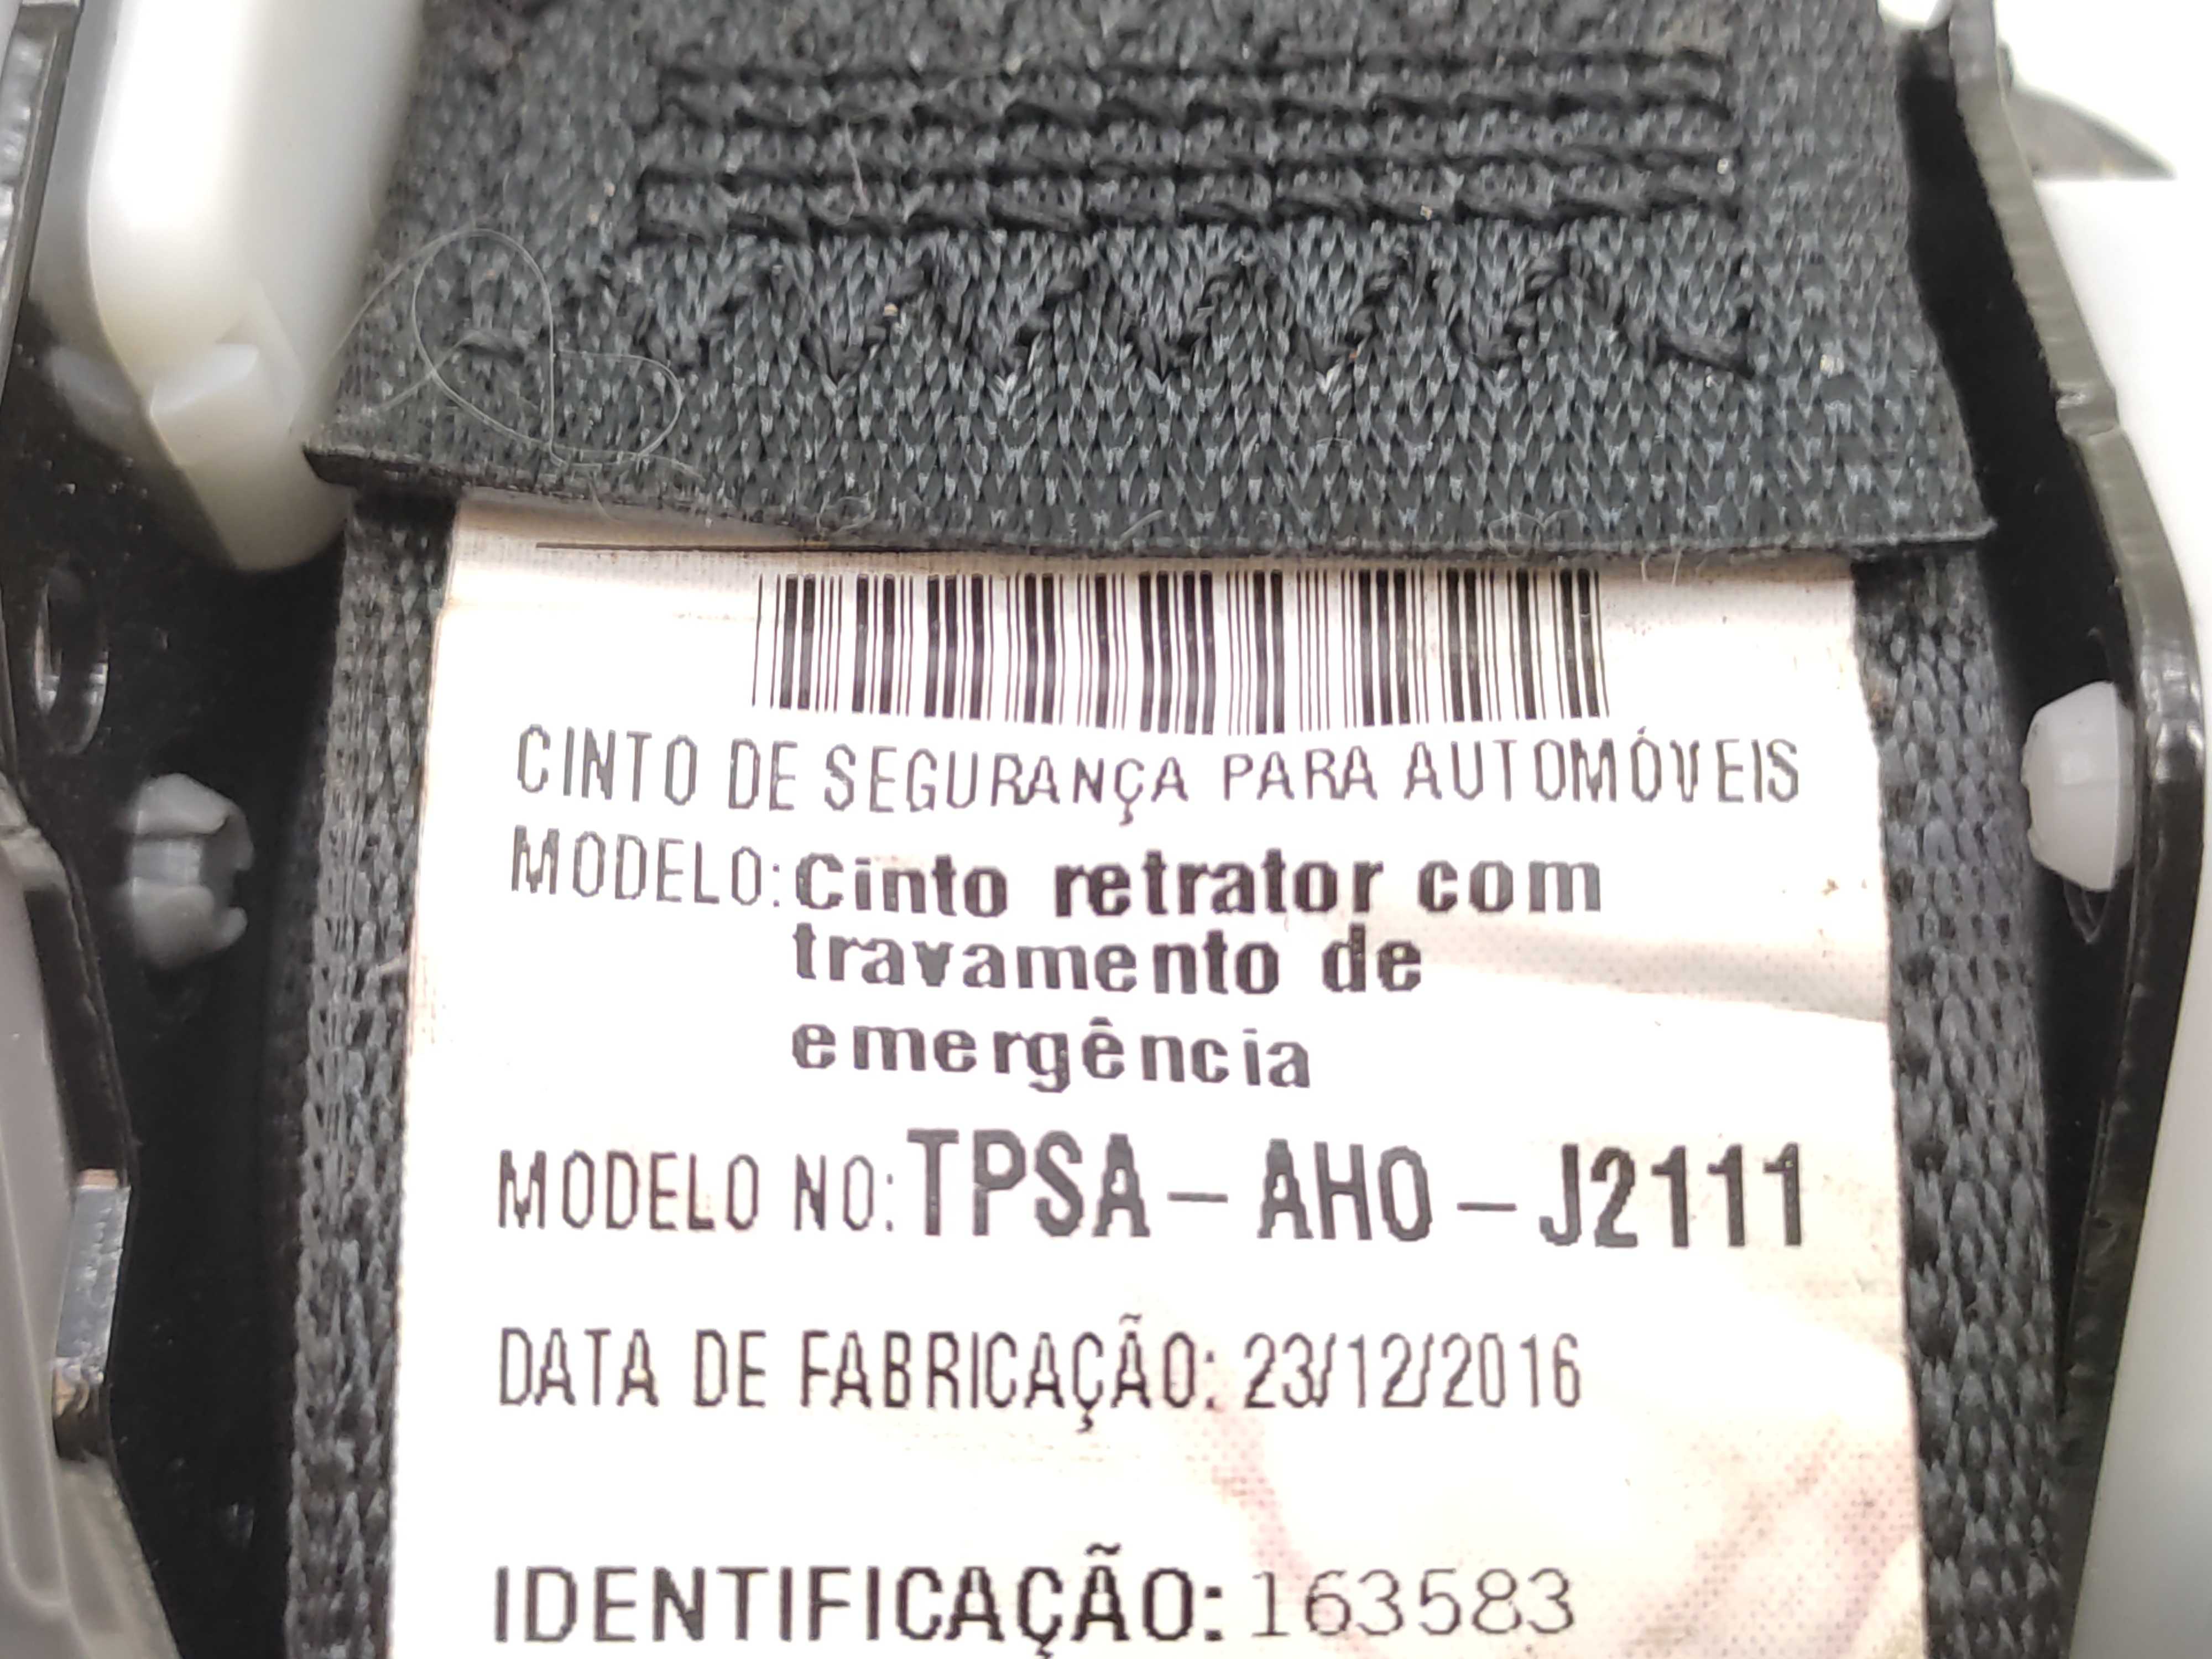 CINTO DE SEGURANÇA PARA AUTOMÓVEIS
MODELO: Cinto retrator com
travamento de
emergência
MODELO NO: TPSA - AHO - J2111
DATA DE FABRICAÇÃO: 23/12/2016
IDENTIFICAÇÃO: 163583